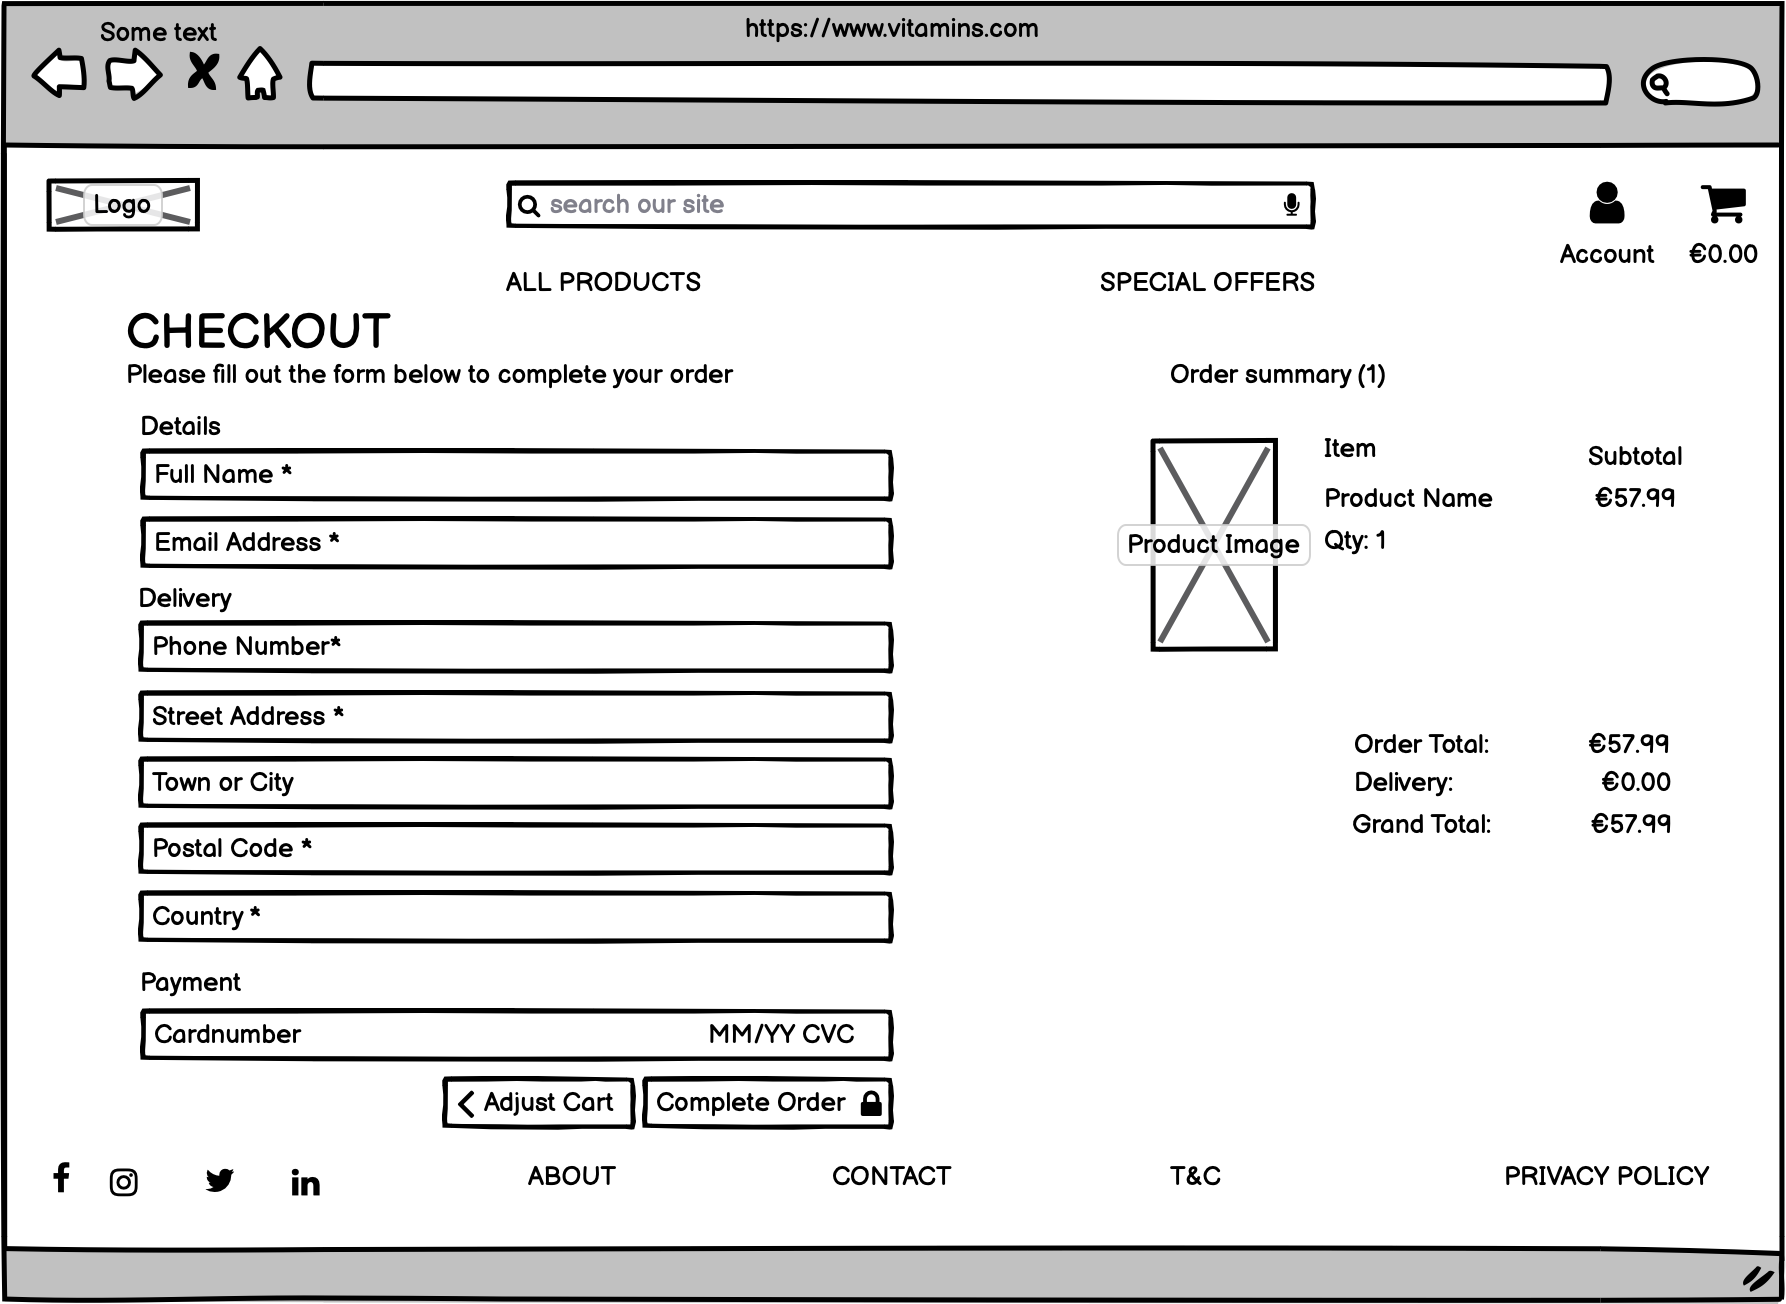 Some text
https://www.vitamins.com
Logo
search our site
Account
€0.00
ALL PRODUCTS
SPECIAL OFFERS
CHECKOUT
Please fill out the form below to complete your order
Details
Full Name *
Email Address *
Delivery
Phone Number*
Street Address *
Town or City
Postal Code *
Country *
Payment
Cardnumber MM/YY CVC
Adjust Cart
Complete Order
Order summary (1)
Product Image
Item
Subtotal
Product Name
€57.99
Qty: 1
Order Total: €57.99
Delivery: €0.00
Grand Total: €57.99
f
in
ABOUT
CONTACT
T&C
PRIVACY POLICY